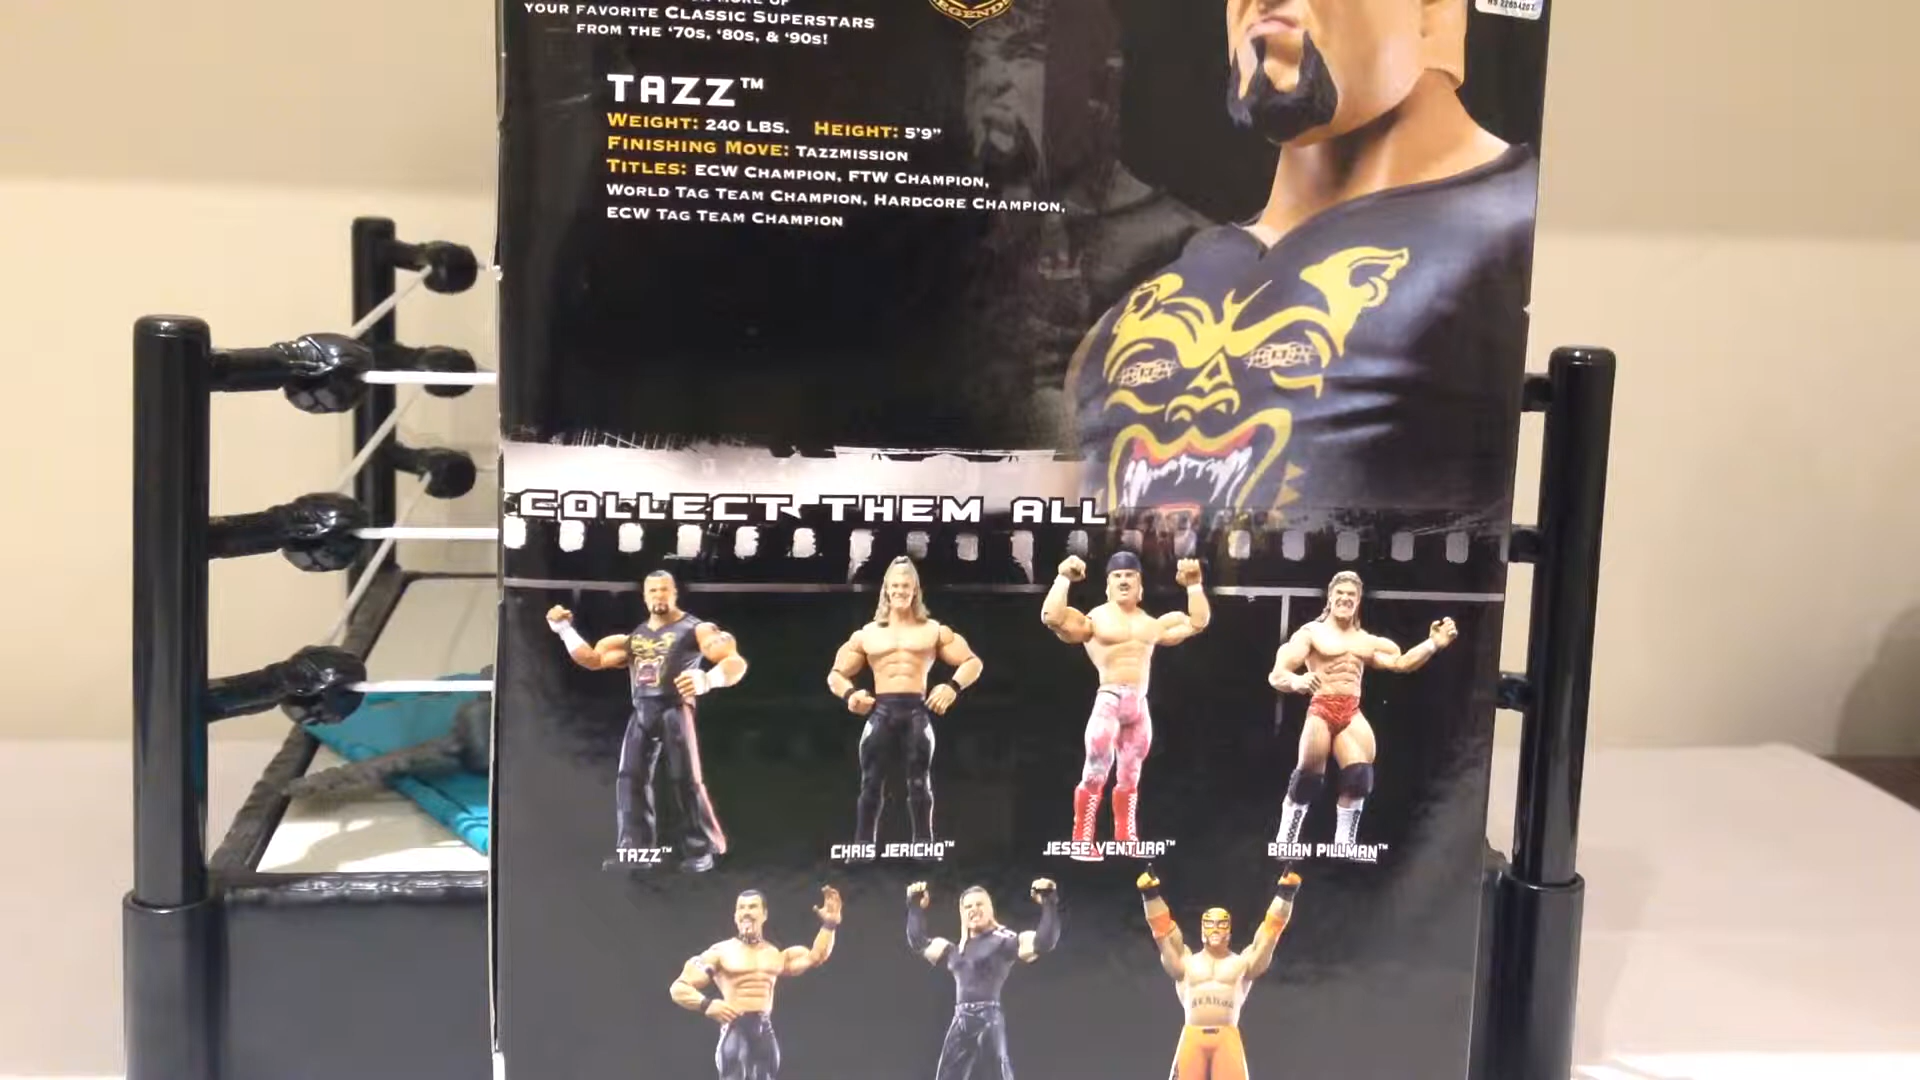 YOUR FAVORITE CLASSIC SUPERSTARS
FROM THE '70s, '80s, & '90s!
LEGENDS
TAZZ™
WEIGHT: 240 LBS. HEIGHT: 5'9"
FINISHING MOVE: TAZZMISSION
TITLES: ECW CHAMPION, FTW CHAMPION,
WORLD TAG TEAM CHAMPION, HARDCORE CHAMPION,
ECW TAG TEAM CHAMPION
COLLECT THEM ALL
TAZZ™
CHRIS JERICHO™
JESSE VENTURA™
BRIAN PILLMAN™